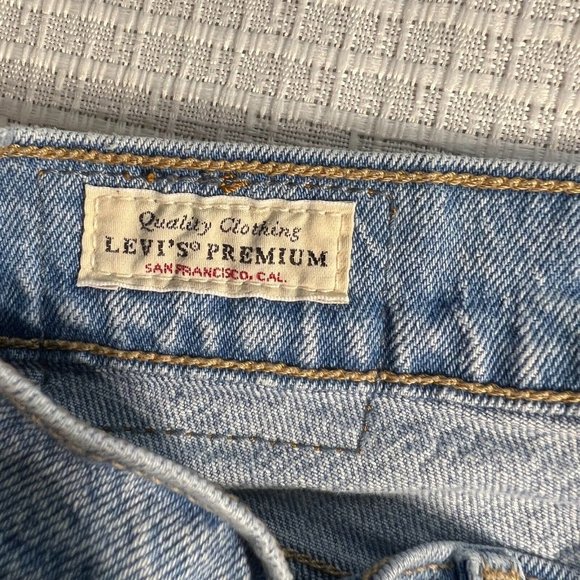 Quality Clothing
LEVI'S® PREMIUM
SAN FRANCISCO, CAL.